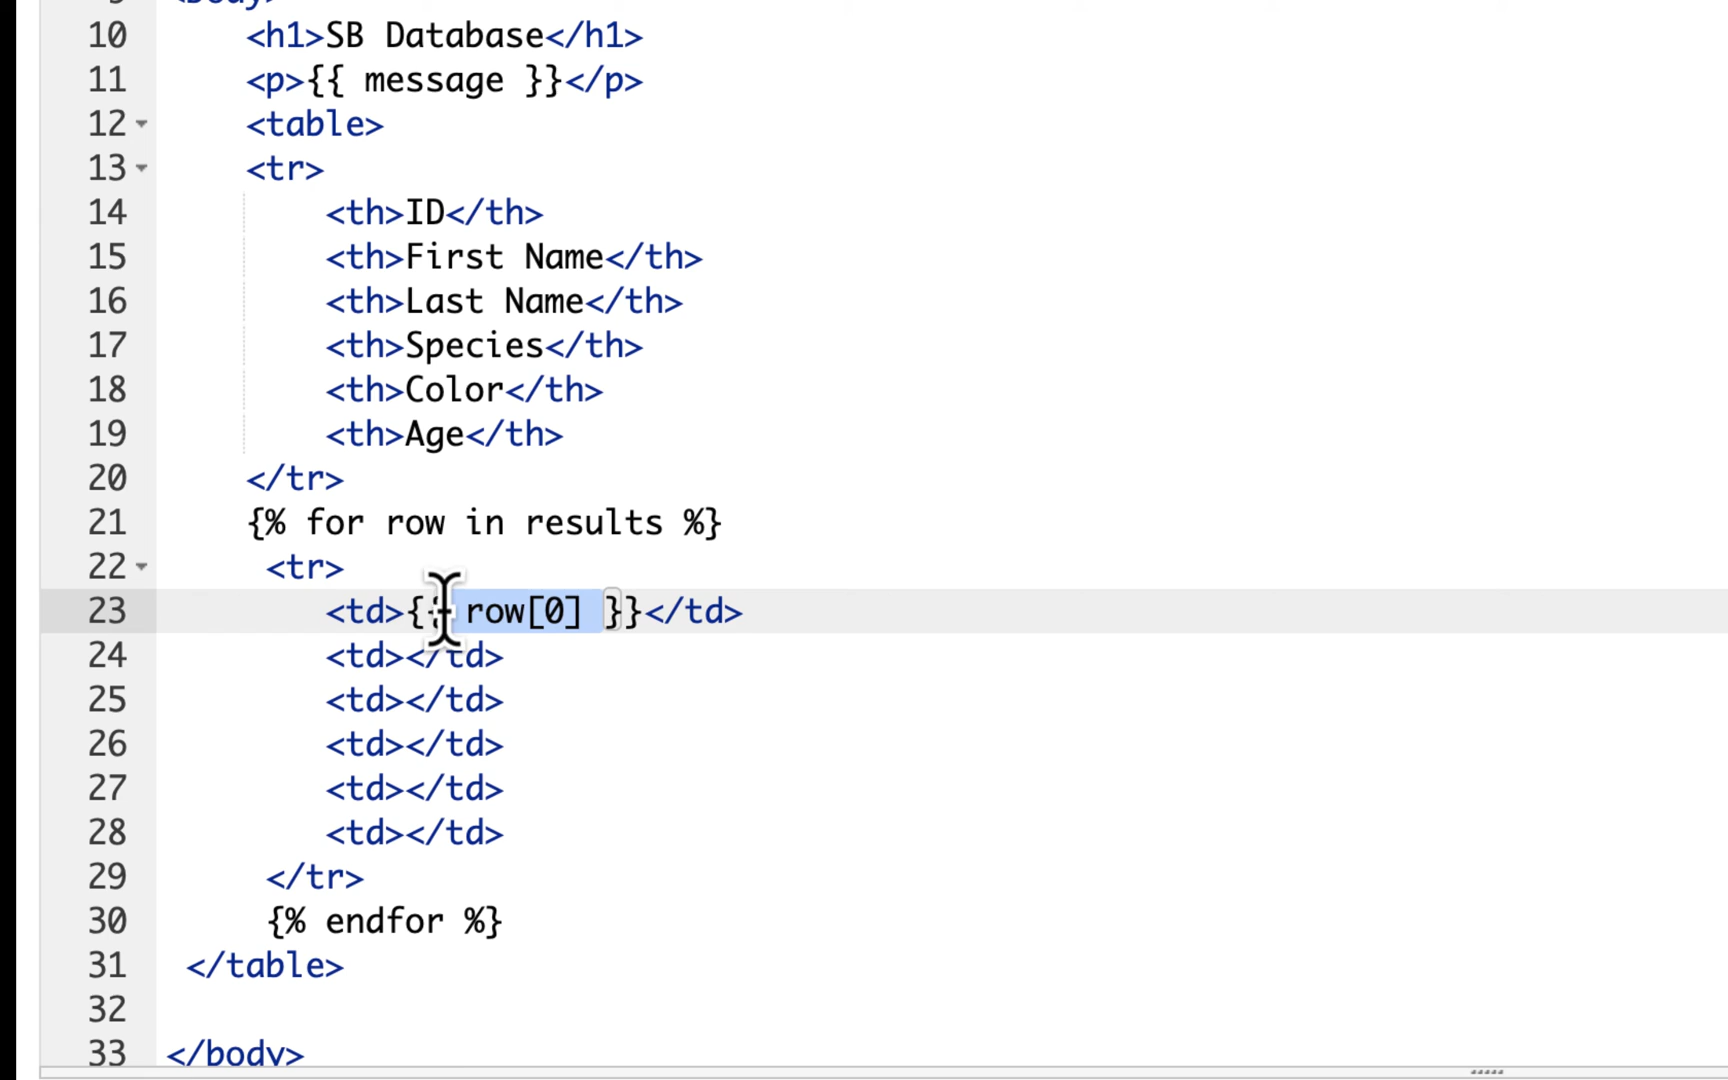 9 <body>
10 <h1>SB Database</h1>
11 <p>{{ message }}</p>
12 <table>
13 <tr>
14 <th>ID</th>
15 <th>First Name</th>
16 <th>Last Name</th>
17 <th>Species</th>
18 <th>Color</th>
19 <th>Age</th>
20 </tr>
21 {% for row in results %}
22 <tr>
23 <td>{{ row[0] }}</td>
24 <td></td>
25 <td></td>
26 <td></td>
27 <td></td>
28 <td></td>
29 </tr>
30 {% endfor %}
31 </table>
32
33 </body>